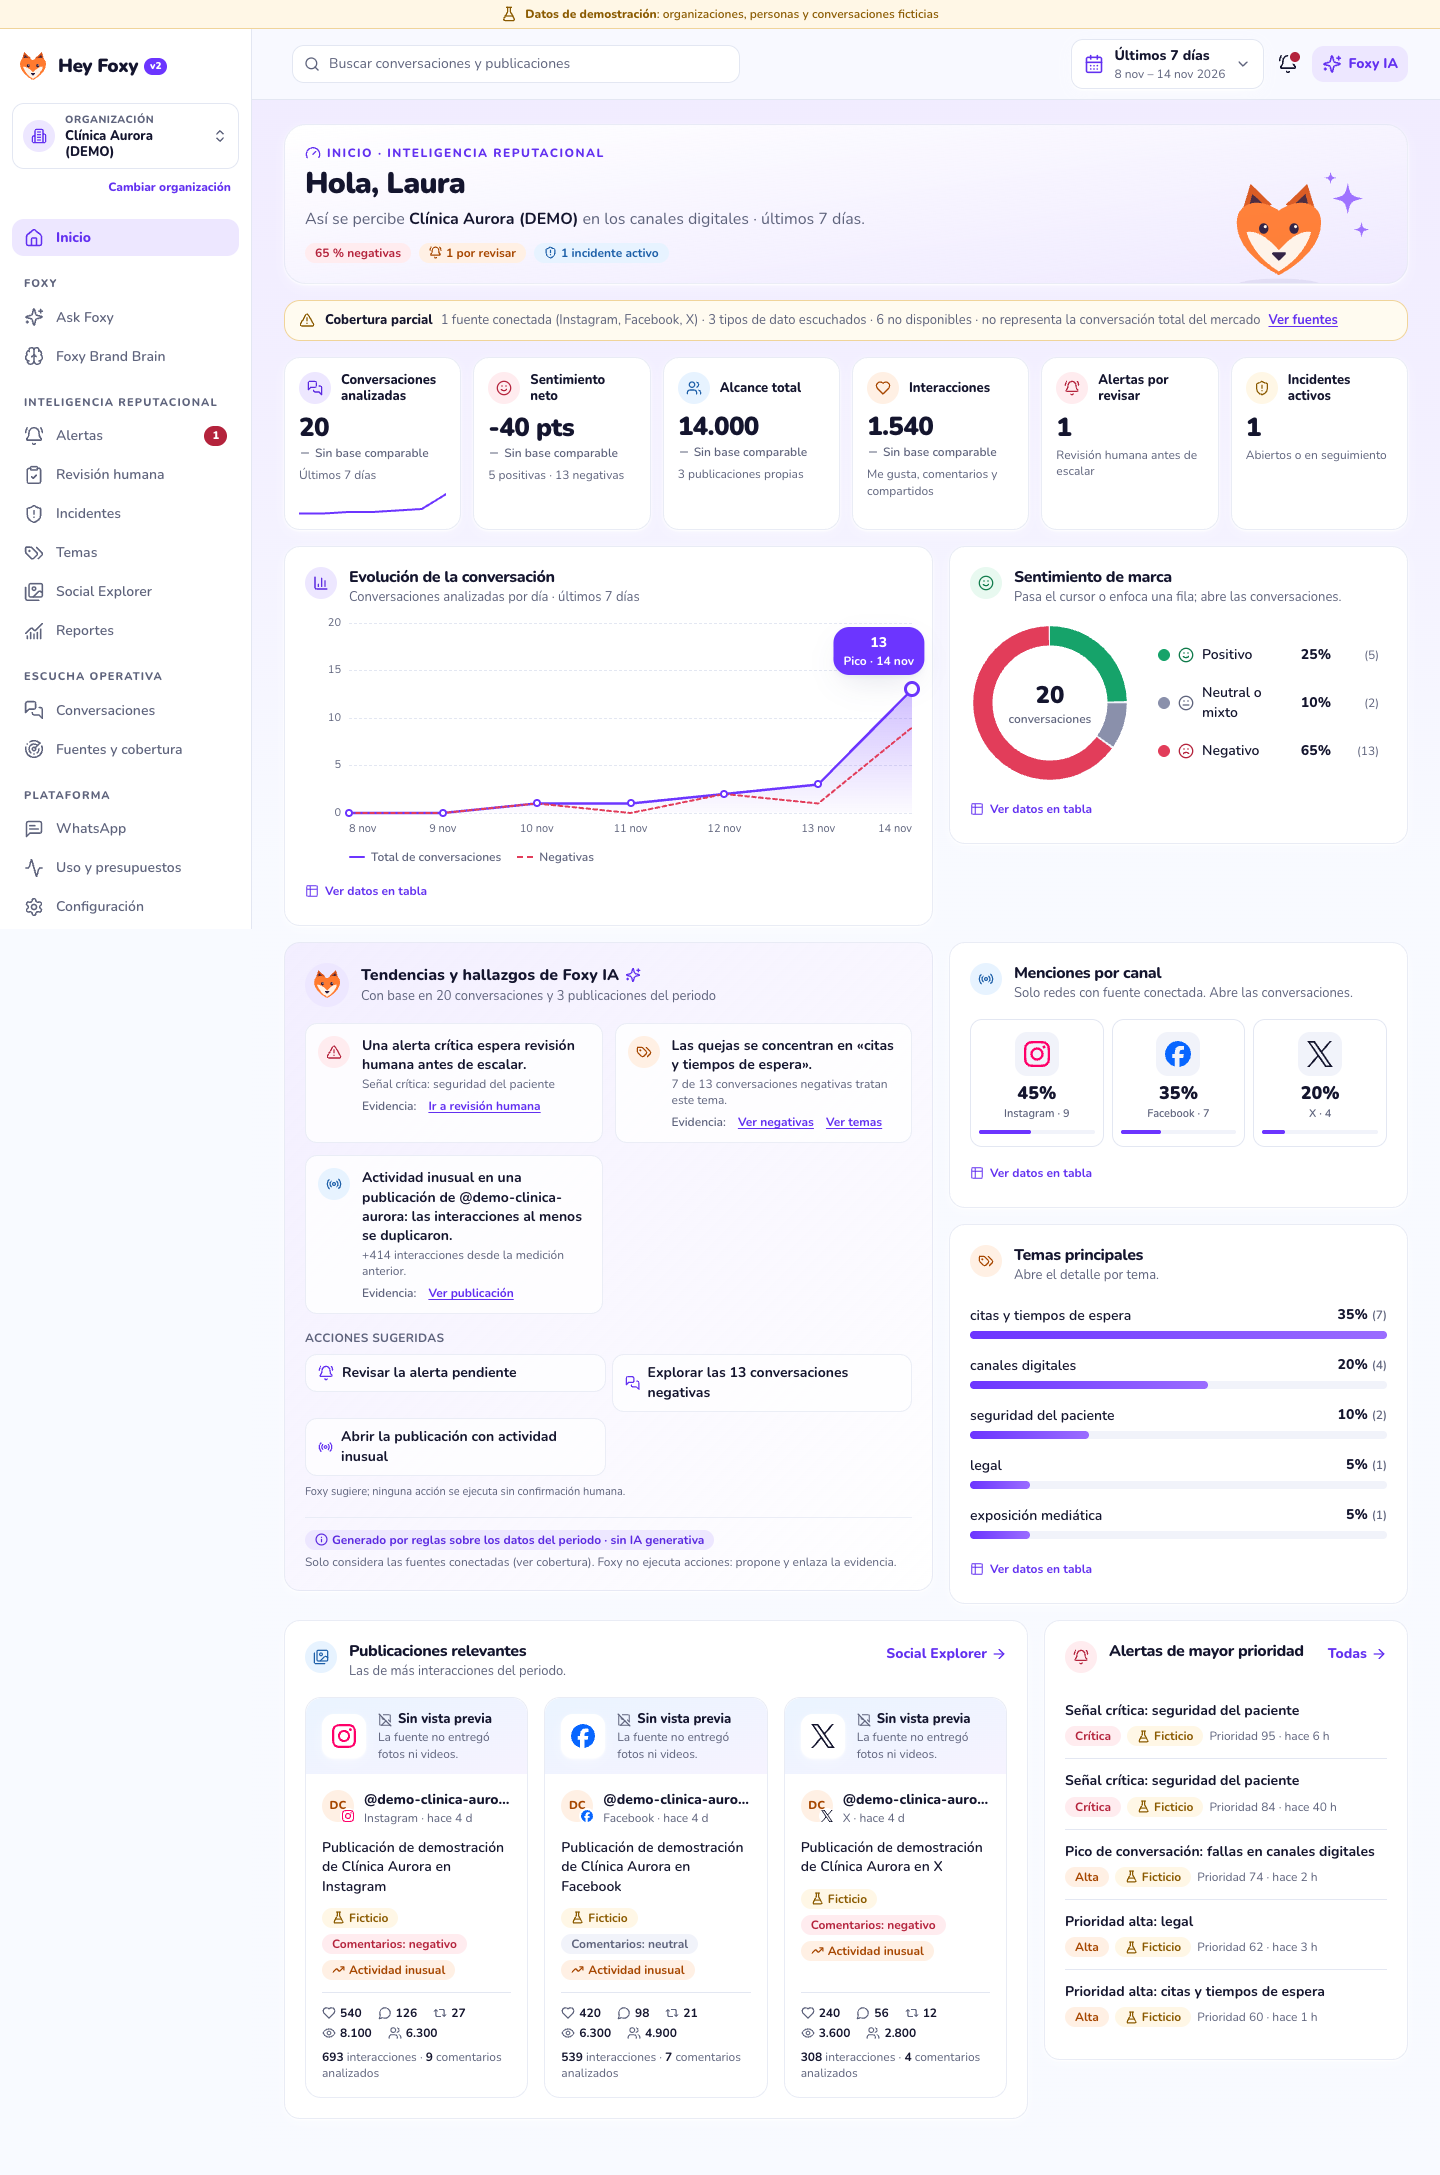 Datos de demostración: organizaciones, personas y conversaciones ficticias
Hey Foxy v2
Buscar conversaciones y publicaciones
Últimos 7 días
8 nov – 14 nov 2026
Foxy IA
ORGANIZACIÓN
Clínica Aurora
(DEMO)
Cambiar organización
Inicio
FOXY
Ask Foxy
Foxy Brand Brain
INTELIGENCIA REPUTACIONAL
Alertas 1
Revisión humana
Incidentes
Temas
Social Explorer
Reportes
ESCUCHA OPERATIVA
Conversaciones
Fuentes y cobertura
PLATAFORMA
WhatsApp
Uso y presupuestos
Configuración
INICIO · INTELIGENCIA REPUTACIONAL
Hola, Laura
Así se percibe Clínica Aurora (DEMO) en los canales digitales · últimos 7 días.
65 % negativas
1 por revisar
1 incidente activo
Cobertura parcial 1 fuente conectada (Instagram, Facebook, X) · 3 tipos de dato escuchados · 6 no disponibles · no representa la conversación total del mercado Ver fuentes
Conversaciones
analizadas
20
– Sin base comparable
Últimos 7 días
Sentimiento
neto
-40 pts
– Sin base comparable
5 positivas · 13 negativas
Alcance total
14.000
– Sin base comparable
3 publicaciones propias
Interacciones
1.540
– Sin base comparable
Me gusta, comentarios y
compartidos
Alertas por
revisar
1
Revisión humana antes de
escalar
Incidentes
activos
1
Abiertos o en seguimiento
Evolución de la conversación
Conversaciones analizadas por día · últimos 7 días
20
15
10
5
0
13
Pico · 14 nov
8 nov 9 nov 10 nov 11 nov 12 nov 13 nov 14 nov
Total de conversaciones Negativas
Ver datos en tabla
Sentimiento de marca
Pasa el cursor o enfoca una fila; abre las conversaciones.
20
conversaciones
Positivo 25% (5)
Neutral o
mixto 10% (2)
Negativo 65% (13)
Ver datos en tabla
Tendencias y hallazgos de Foxy IA
Con base en 20 conversaciones y 3 publicaciones del periodo
Una alerta crítica espera revisión
humana antes de escalar.
Señal crítica: seguridad del paciente
Evidencia: Ir a revisión humana
Las quejas se concentran en «citas
y tiempos de espera».
7 de 13 conversaciones negativas tratan
este tema.
Evidencia: Ver negativas Ver temas
Actividad inusual en una
publicación de @demo-clinica-
aurora: las interacciones al menos
se duplicaron.
+414 interacciones desde la medición
anterior.
Evidencia: Ver publicación
ACCIONES SUGERIDAS
Revisar la alerta pendiente
Explorar las 13 conversaciones
negativas
Abrir la publicación con actividad
inusual
Foxy sugiere; ninguna acción se ejecuta sin confirmación humana.
Generado por reglas sobre los datos del periodo · sin IA generativa
Solo considera las fuentes conectadas (ver cobertura). Foxy no ejecuta acciones: propone y enlaza la evidencia.
Menciones por canal
Solo redes con fuente conectada. Abre las conversaciones.
45%
Instagram · 9
35%
Facebook · 7
20%
X · 4
Ver datos en tabla
Temas principales
Abre el detalle por tema.
citas y tiempos de espera 35% (7)
canales digitales 20% (4)
seguridad del paciente 10% (2)
legal 5% (1)
exposición mediática 5% (1)
Ver datos en tabla
Publicaciones relevantes
Las de más interacciones del periodo.
Social Explorer
Sin vista previa
La fuente no entregó
fotos ni videos.
DC
@demo-clinica-auro...
Instagram · hace 4 d
Publicación de demostración
de Clínica Aurora en
Instagram
Ficticio
Comentarios: negativo
Actividad inusual
540 126 27
8.100 6.300
693 interacciones · 9 comentarios
analizados
Sin vista previa
La fuente no entregó
fotos ni videos.
DC
@demo-clinica-auro...
Facebook · hace 4 d
Publicación de demostración
de Clínica Aurora en
Facebook
Ficticio
Comentarios: neutral
Actividad inusual
420 98 21
6.300 4.900
539 interacciones · 7 comentarios
analizados
Sin vista previa
La fuente no entregó
fotos ni videos.
DC
@demo-clinica-auro...
X · hace 4 d
Publicación de demostración
de Clínica Aurora en X
Ficticio
Comentarios: negativo
Actividad inusual
240 56 12
3.600 2.800
308 interacciones · 4 comentarios
analizados
Alertas de mayor prioridad
Todas
Señal crítica: seguridad del paciente
Crítica Ficticio Prioridad 95 · hace 6 h
Señal crítica: seguridad del paciente
Crítica Ficticio Prioridad 84 · hace 40 h
Pico de conversación: fallas en canales digitales
Alta Ficticio Prioridad 74 · hace 2 h
Prioridad alta: legal
Alta Ficticio Prioridad 62 · hace 3 h
Prioridad alta: citas y tiempos de espera
Alta Ficticio Prioridad 60 · hace 1 h